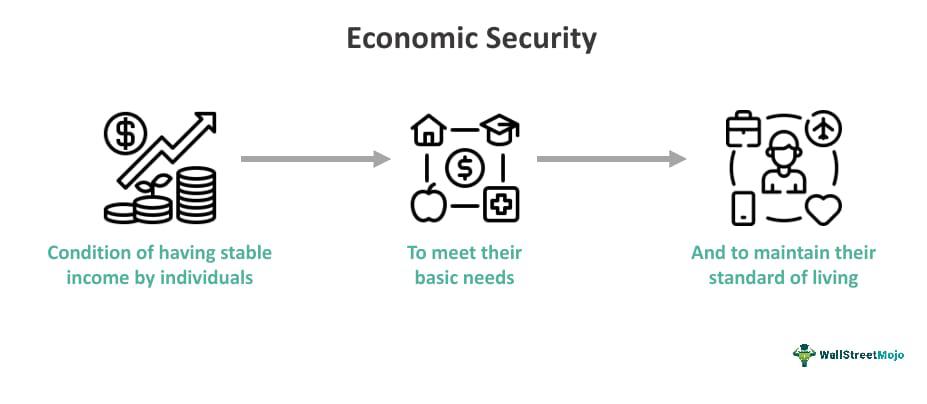 Economic Security
Condition of having stable
income by individuals
To meet their
basic needs
And to maintain their
standard of living
WallStreetMojo